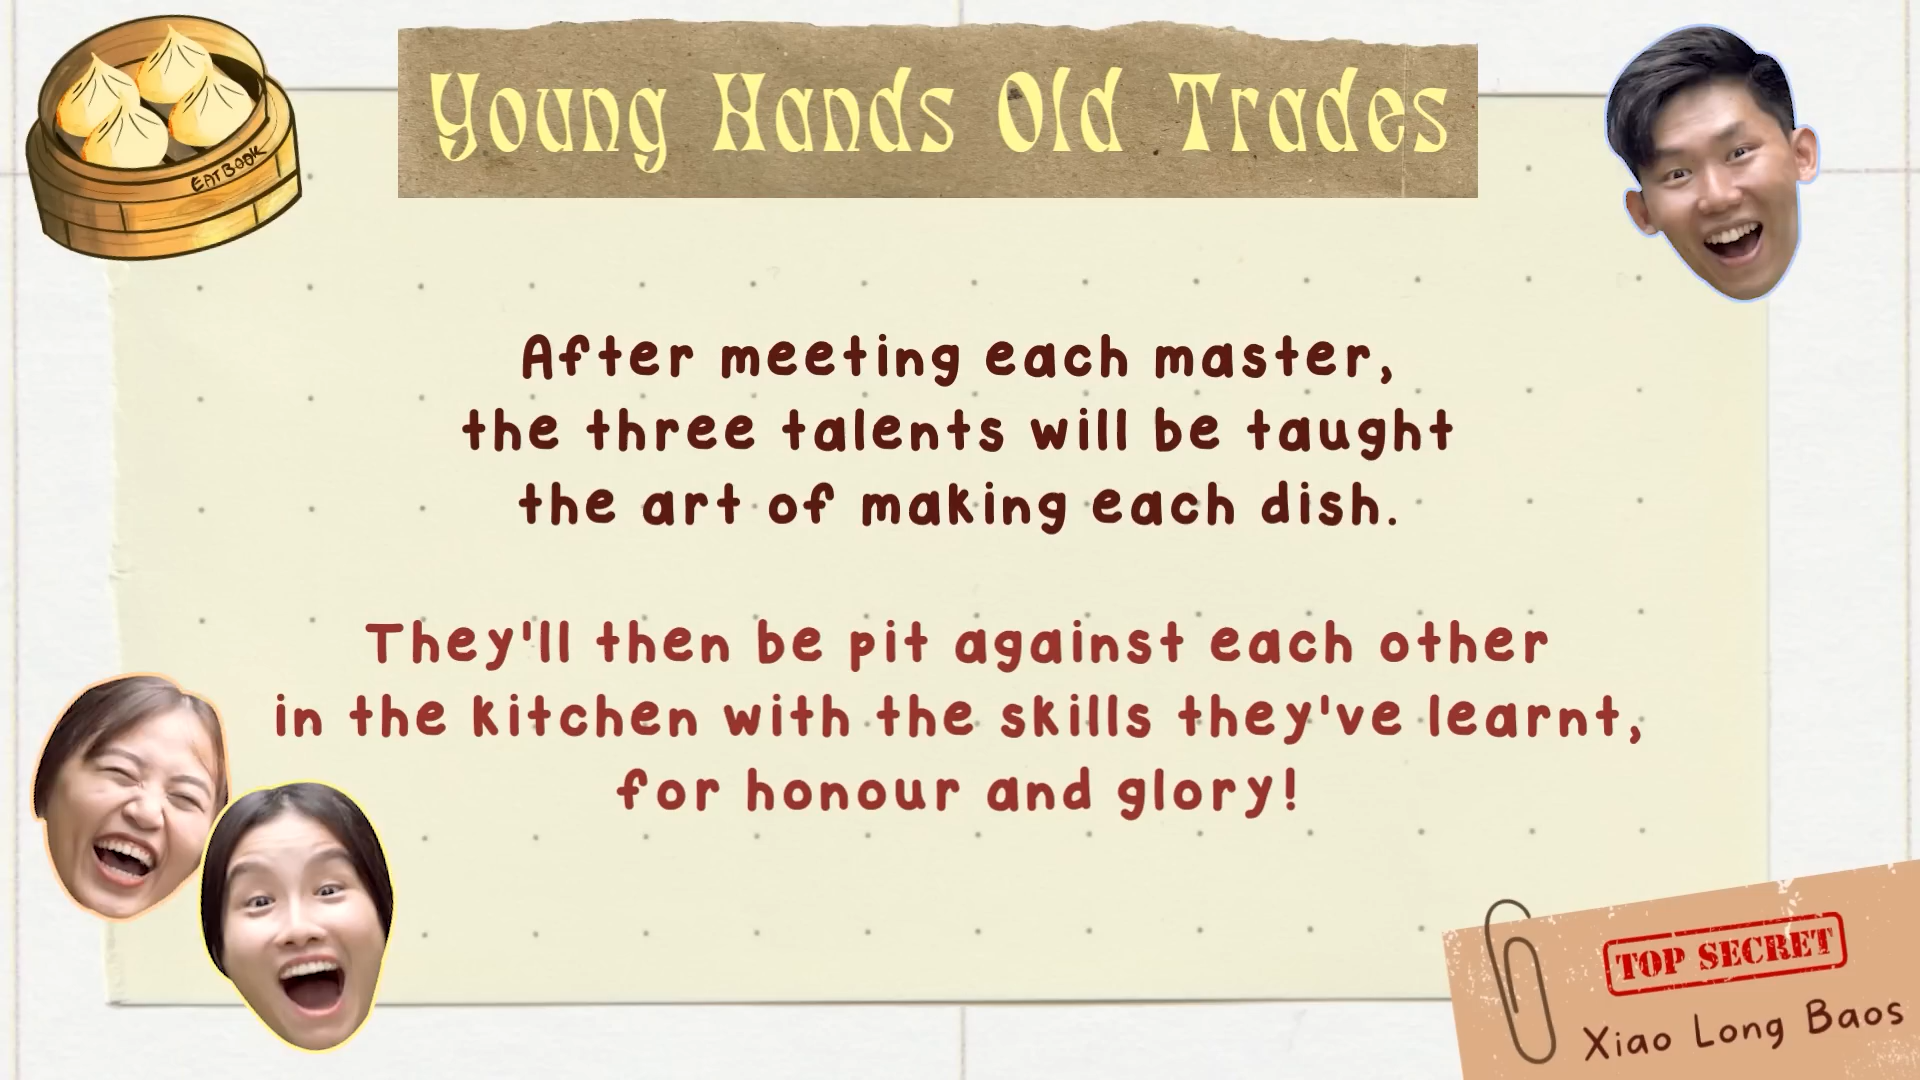 EATBOOK
Young Hands Old Trades
After meeting each master,
the three talents will be taught
the art of making each dish.
They'll then be pit against each other
in the kitchen with the skills they've learnt,
for honour and glory!
TOP SECRET
Xiao Long Baos